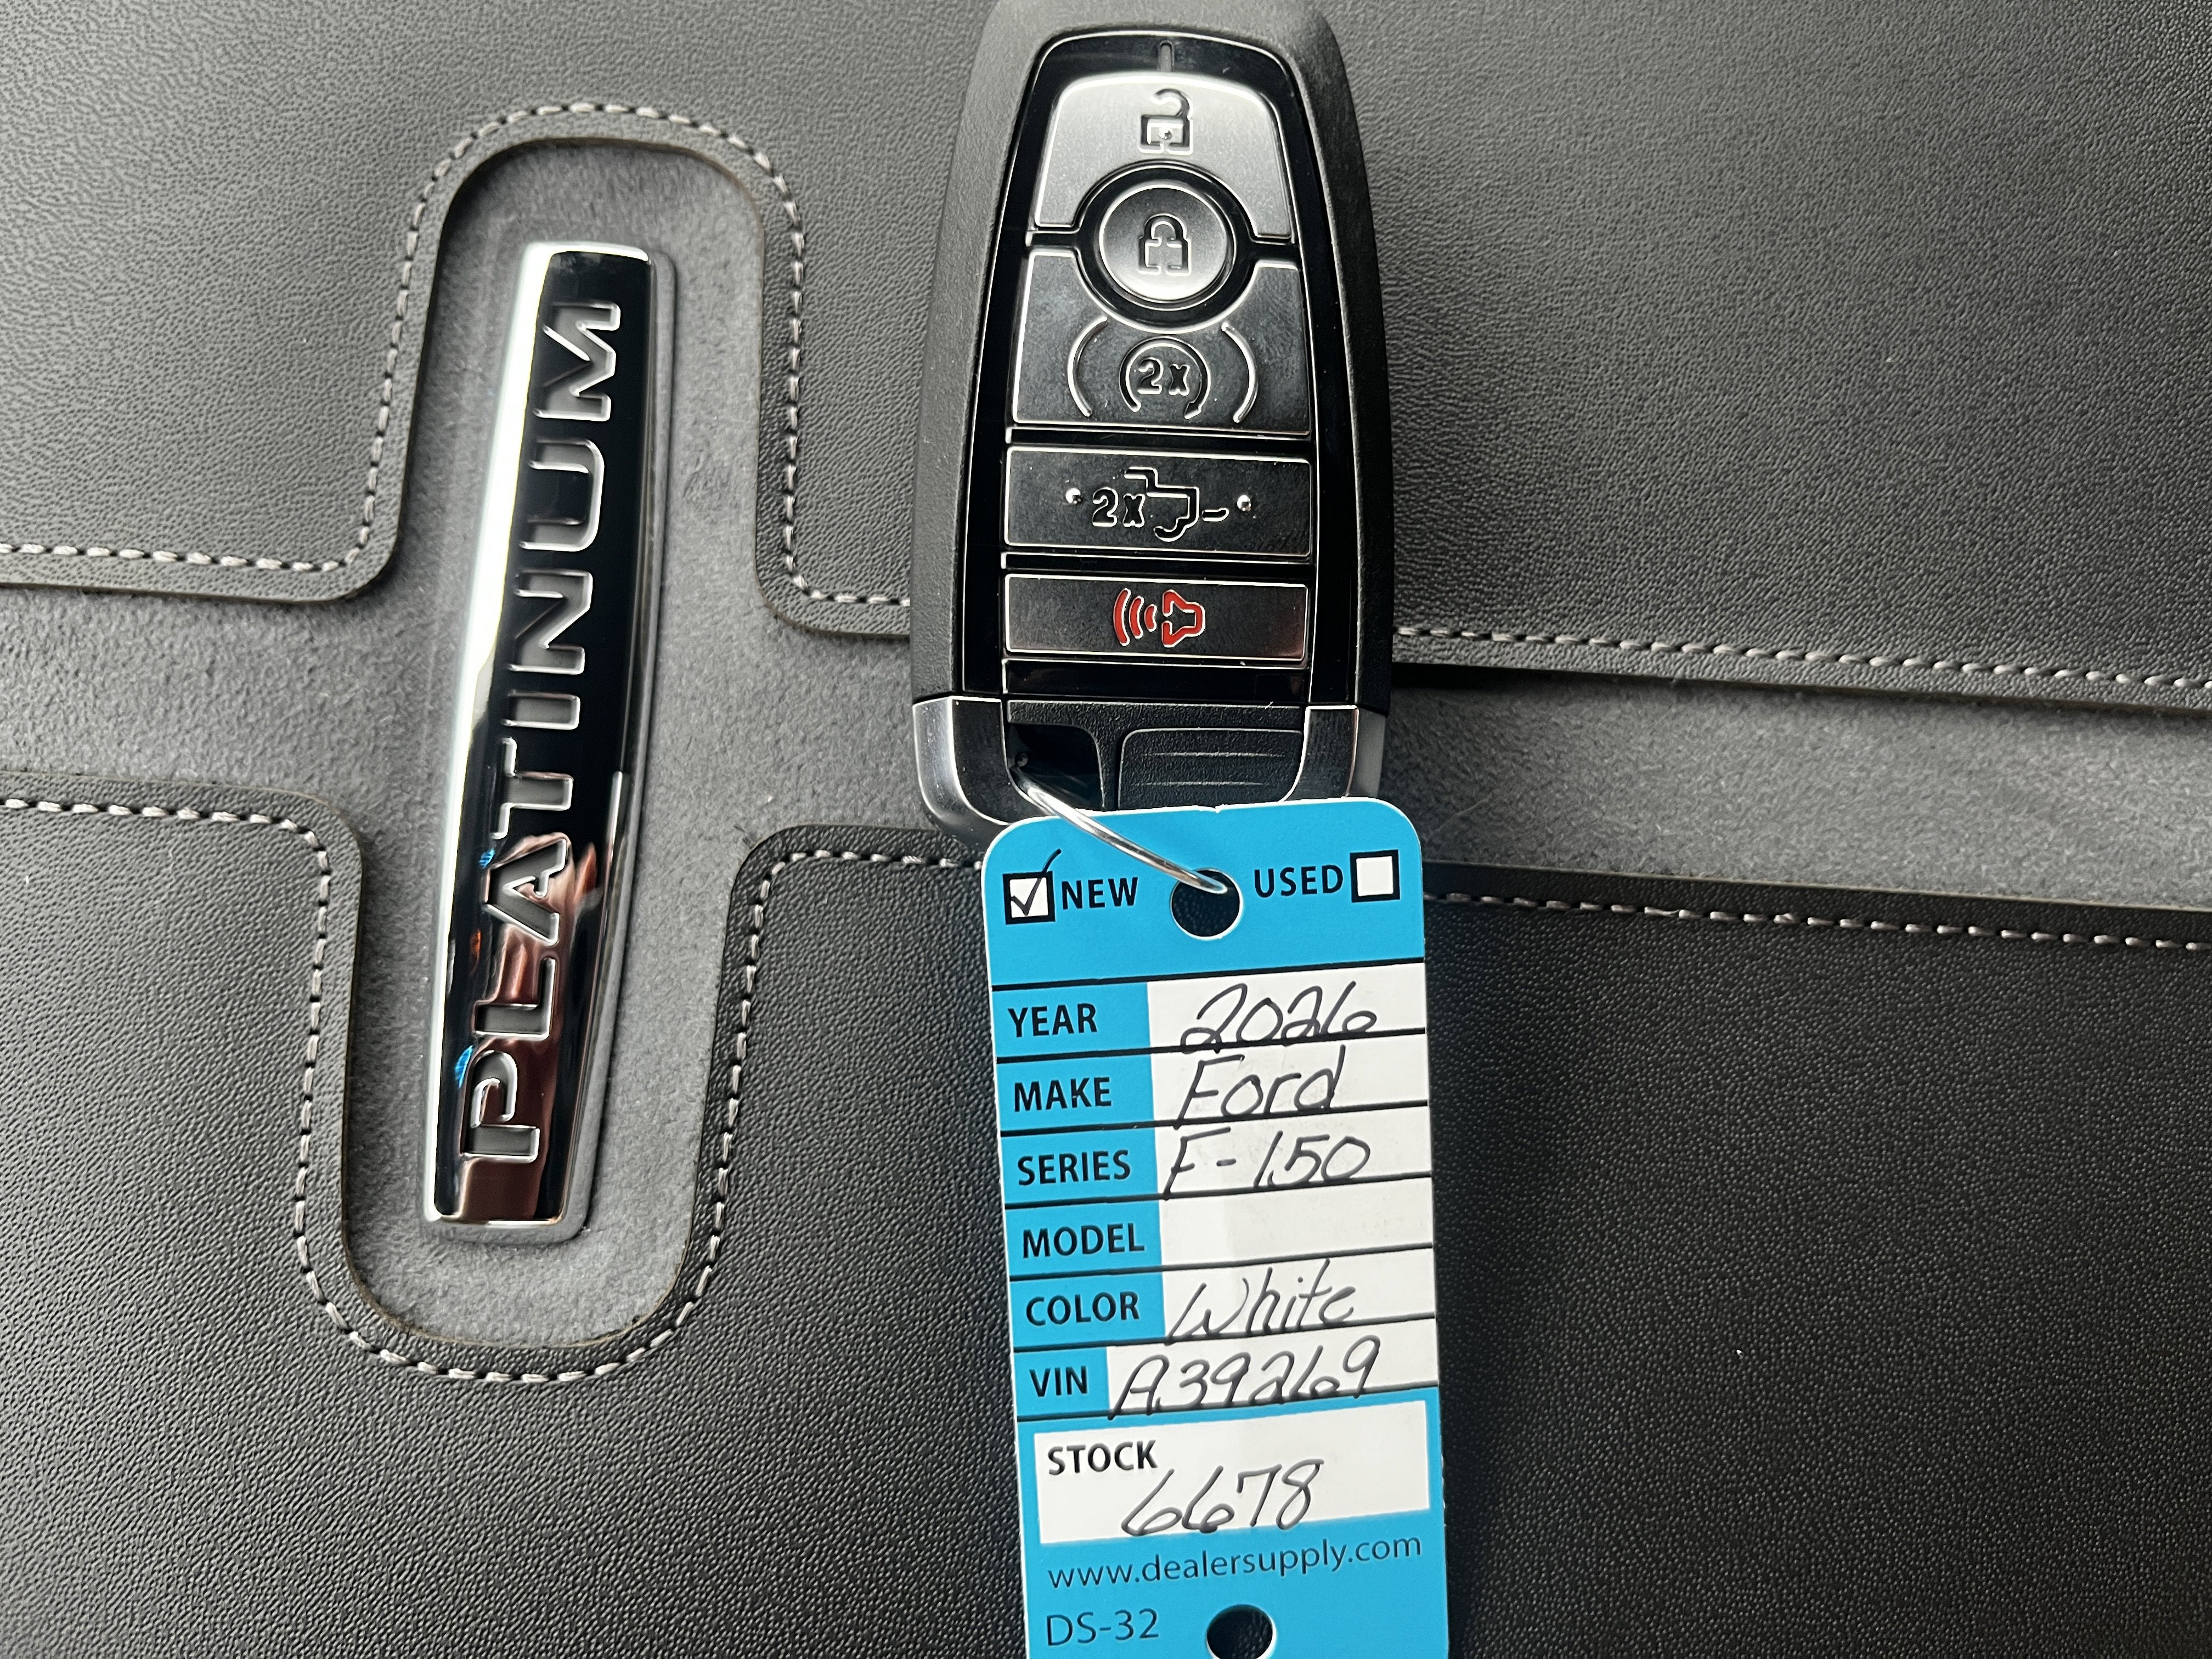 PLATINUM
2x
2x
NEW USED
YEAR 2026
MAKE Ford
SERIES F-150
MODEL
COLOR White
VIN A39269
STOCK
6678
www.dealersupply.com
DS-32